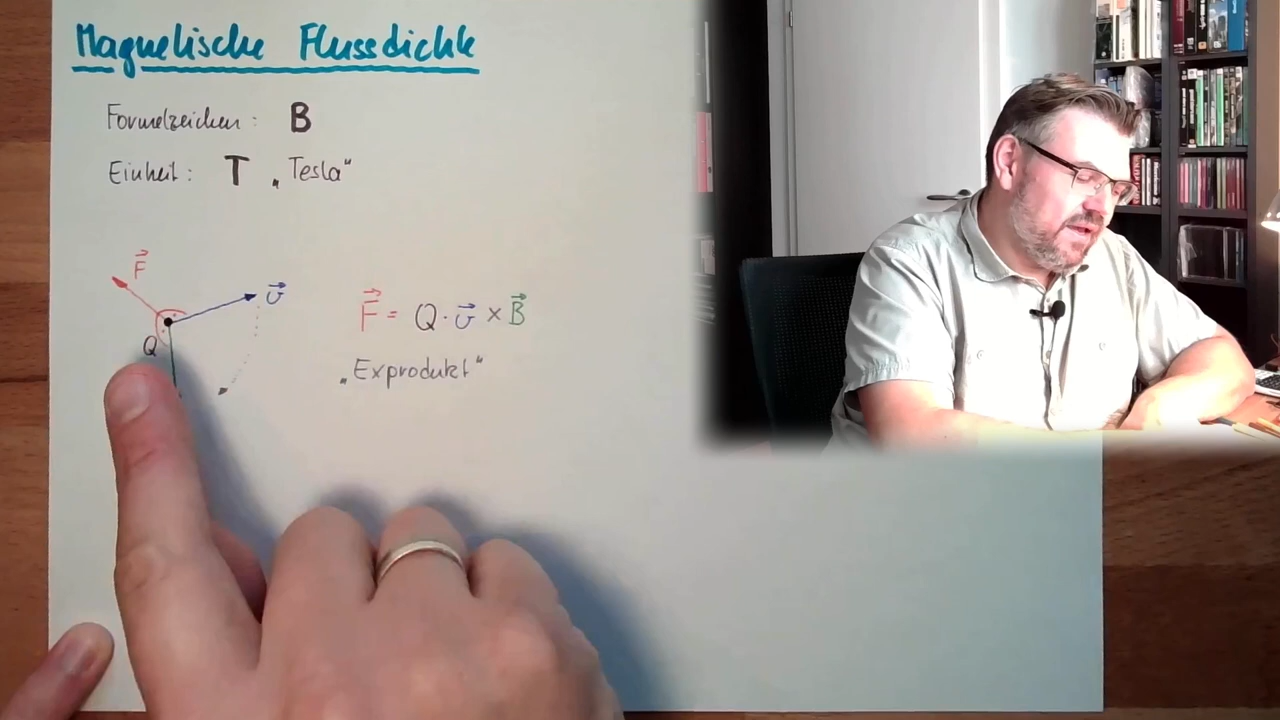 Magnetische Flussdichte
Formelzeichen: B
Einheit: T „Tesla“
F⃗
v⃗
Q
F⃗ = Q · v⃗ × B⃗
„Exprodukt“